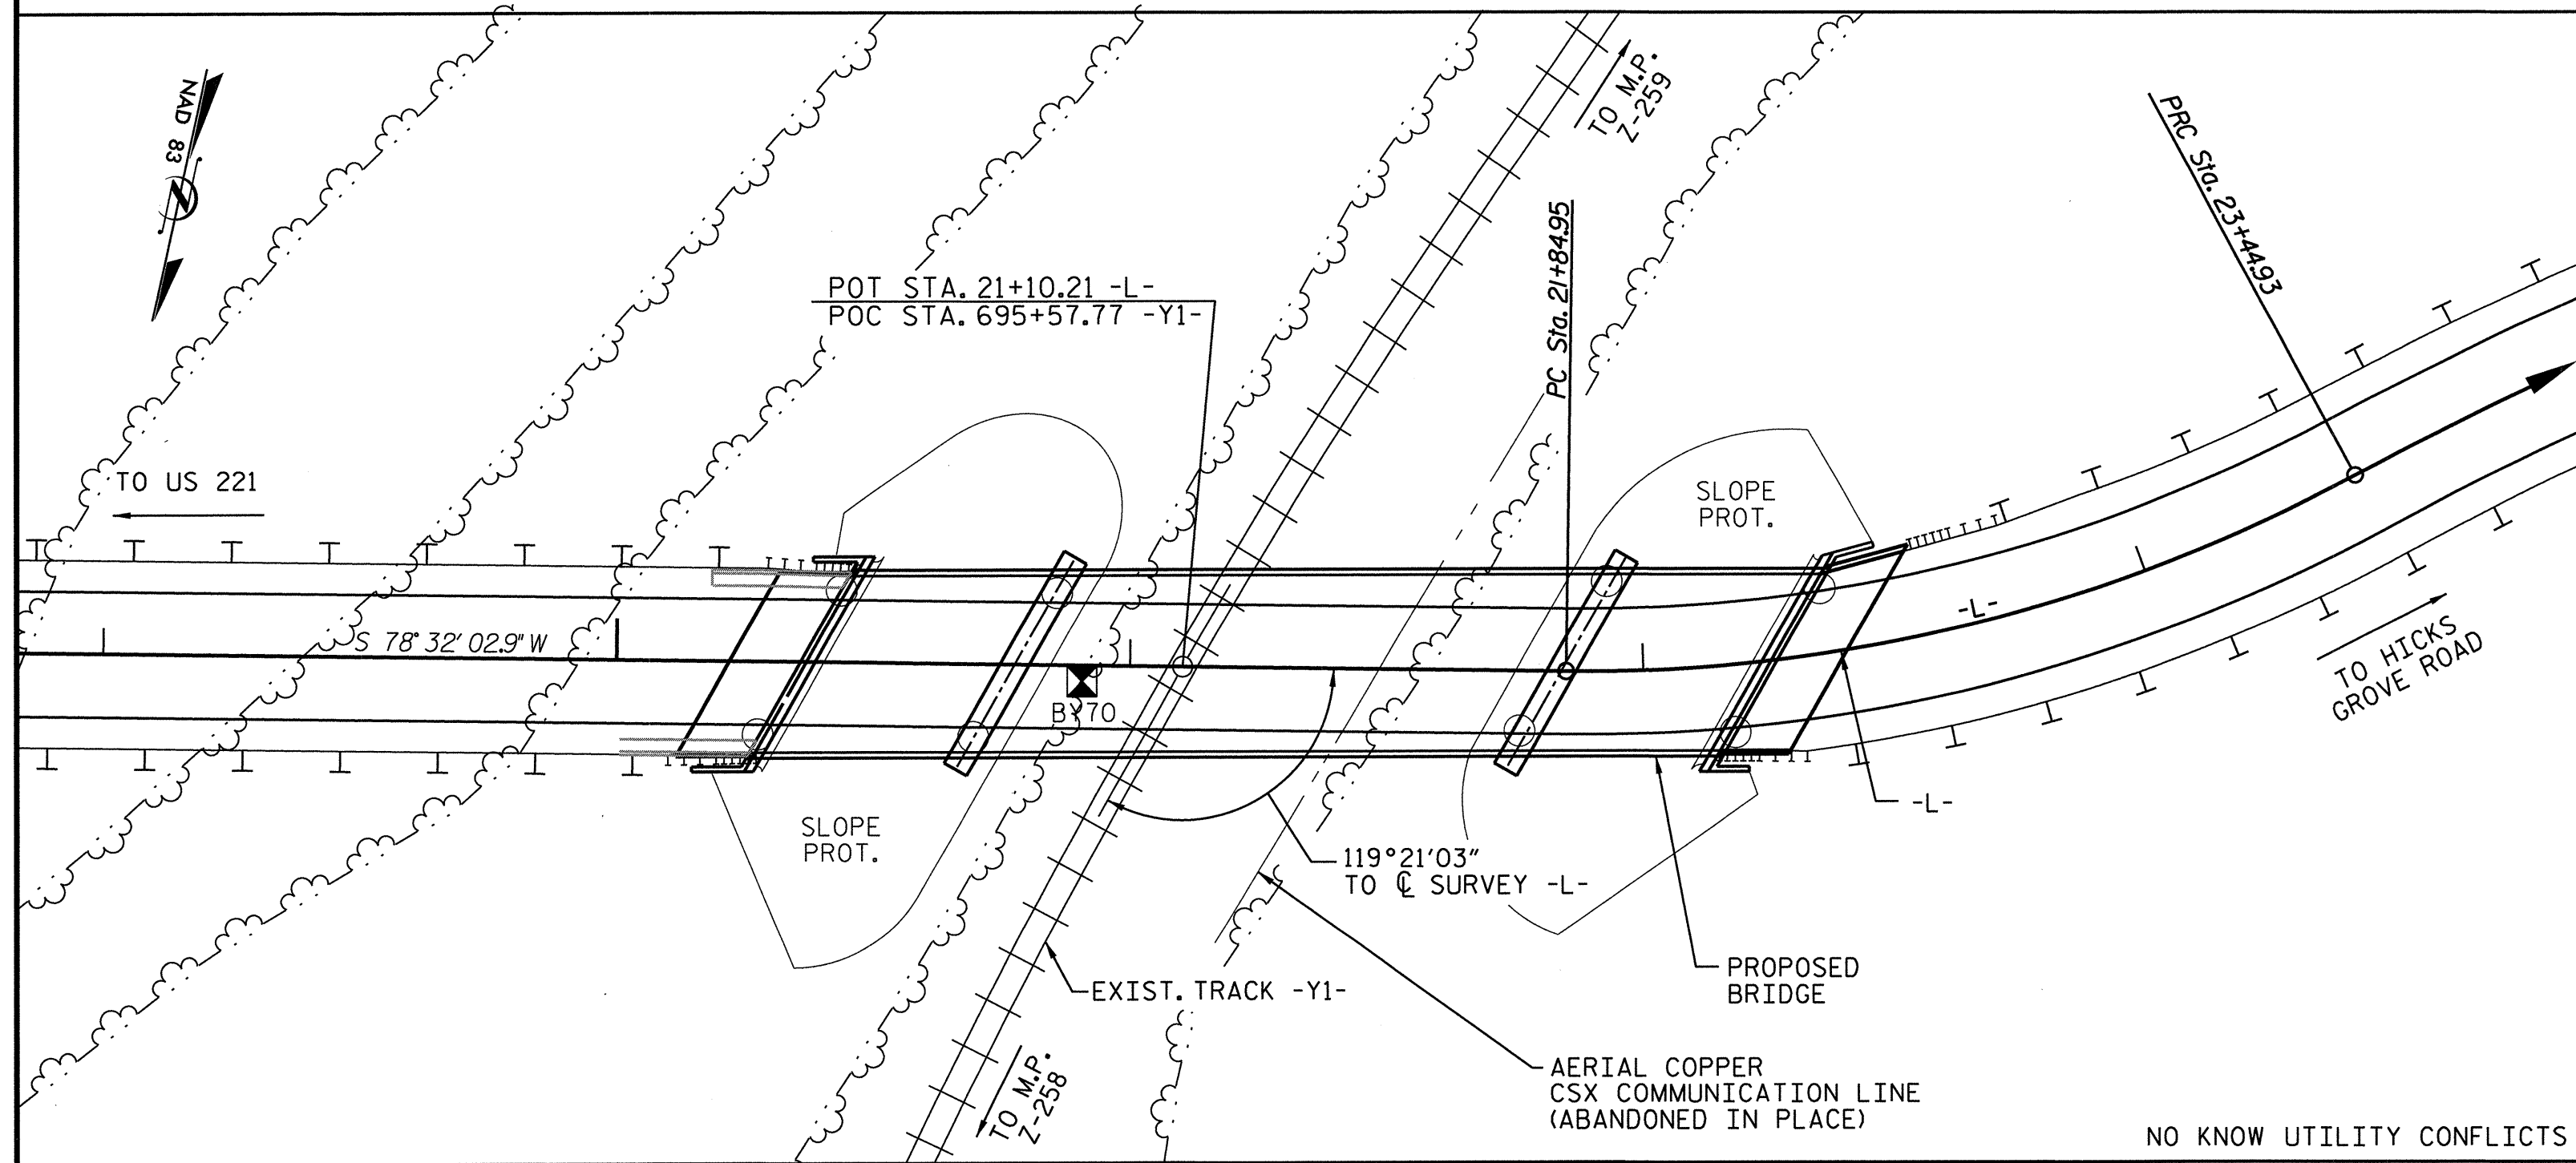 NAD 83
TO M.P.
Z-259
PRC Sta. 23+44.93
PC Sta. 21+84.95
POT STA. 21+10.21 -L-
POC STA. 695+57.77 -Y1-
TO US 221
SLOPE
PROT.
S 78° 32' 02.9" W
-L-
BY70
TO HICKS
GROVE ROAD
-L-
SLOPE
PROT.
119°21'03"
TO ℄ SURVEY -L-
PROPOSED
BRIDGE
EXIST. TRACK -Y1-
TO M.P.
Z-258
AERIAL COPPER
CSX COMMUNICATION LINE
(ABANDONED IN PLACE)
NO KNOW UTILITY CONFLICTS